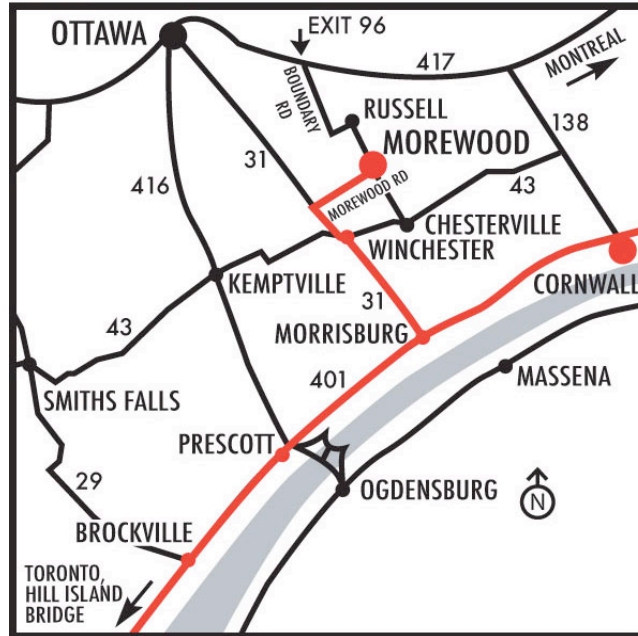 OTTAWA
EXIT 96
417
MONTREAL
BOUNDARY
RD
RUSSELL
138
MOREWOOD
31
416
MOREWOOD RD
43
CHESTERVILLE
WINCHESTER
KEMPTVILLE
CORNWALL
31
43
MORRISBURG
401
MASSENA
SMITHS FALLS
PRESCOTT
29
OGDENSBURG
N
BROCKVILLE
TORONTO,
HILL ISLAND
BRIDGE